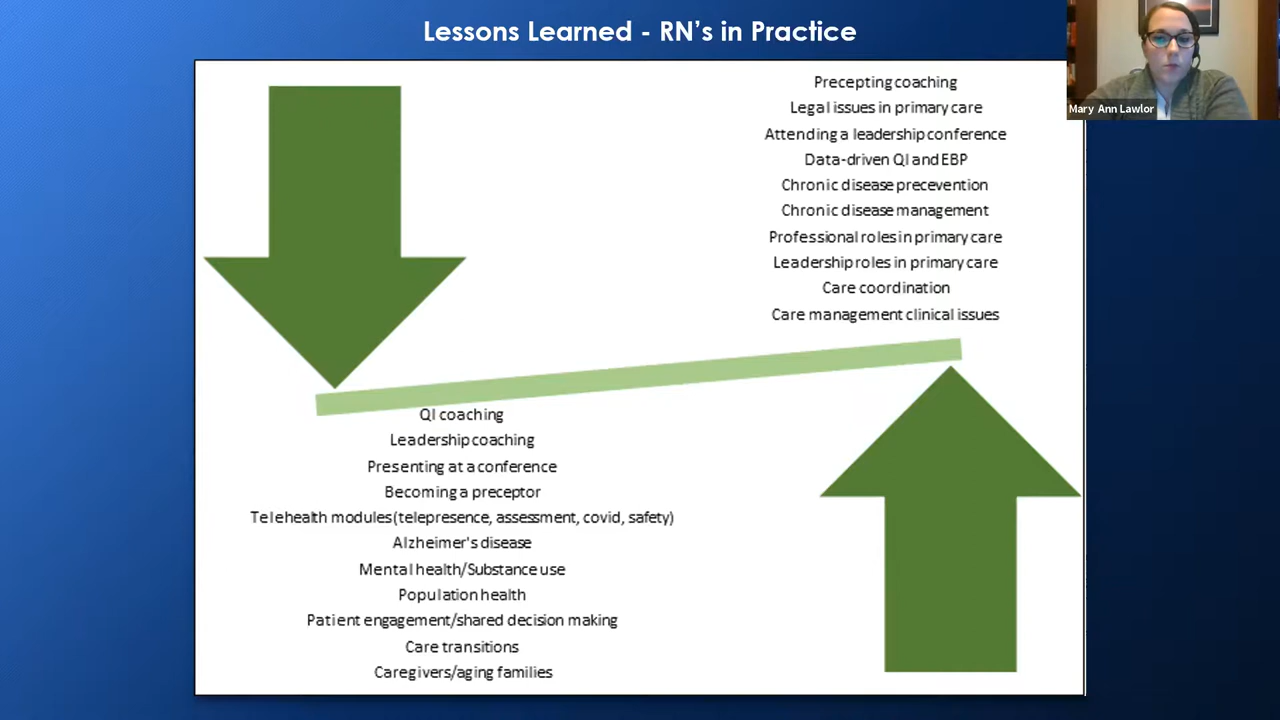 Lessons Learned - RN's in Practice
Mary Ann Lawlor
Precepting coaching
Legal issues in primary care
Attending a leadership conference
Data-driven QI and EBP
Chronic disease precevention
Chronic disease management
Professional roles in primary care
Leadership roles in primary care
Care coordination
Care management clinical issues
QI coaching
Leadership coaching
Presenting at a conference
Becoming a preceptor
Telehealth modules (telepresence, assessment, covid, safety)
Alzheimer's disease
Mental health/Substance use
Population health
Patient engagement/shared decision making
Care transitions
Caregivers/aging families